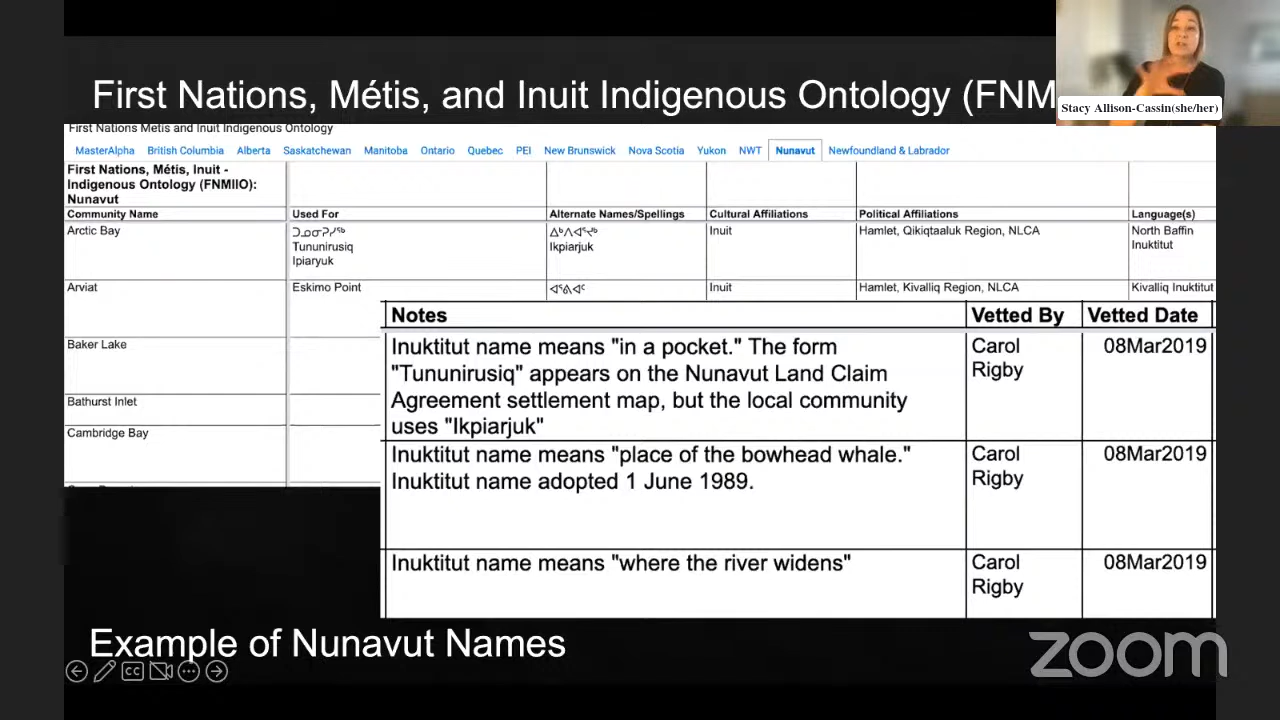 First Nations, Métis, and Inuit Indigenous Ontology (FNM
Stacy Allison-Cassin(she/her)
First Nations Metis and Inuit Indigenous Ontology
MasterAlpha British Columbia Alberta Saskatchewan Manitoba Ontario Quebec PEI New Brunswick Nova Scotia Yukon NWT Nunavut Newfoundland & Labrador
First Nations, Métis, Inuit -
Indigenous Ontology (FNMIIO):
Nunavut
Community Name Used For Alternate Names/Spellings Cultural Affiliations Political Affiliations Language(s)
Arctic Bay ᑐᓄᓂᕈᓯᖅ ᐃᒃᐱᐊᕐᔪᒃ Inuit Hamlet, Qikiqtaaluk Region, NLCA North Baffin
Tununirusiq Ikpiarjuk Inuktitut
Ipiaryuk
Arviat Eskimo Point ᐊᕐᕕᐊᑦ Inuit Hamlet, Kivalliq Region, NLCA Kivalliq Inuktitut
Baker Lake
Bathurst Inlet
Cambridge Bay
Notes Vetted By Vetted Date
Inuktitut name means "in a pocket." The form Carol 08Mar2019
"Tununirusiq" appears on the Nunavut Land Claim Rigby
Agreement settlement map, but the local community
uses "Ikpiarjuk"
Inuktitut name means "place of the bowhead whale." Carol 08Mar2019
Inuktitut name adopted 1 June 1989. Rigby
Inuktitut name means "where the river widens" Carol 08Mar2019
Rigby
Example of Nunavut Names
CC
zoom